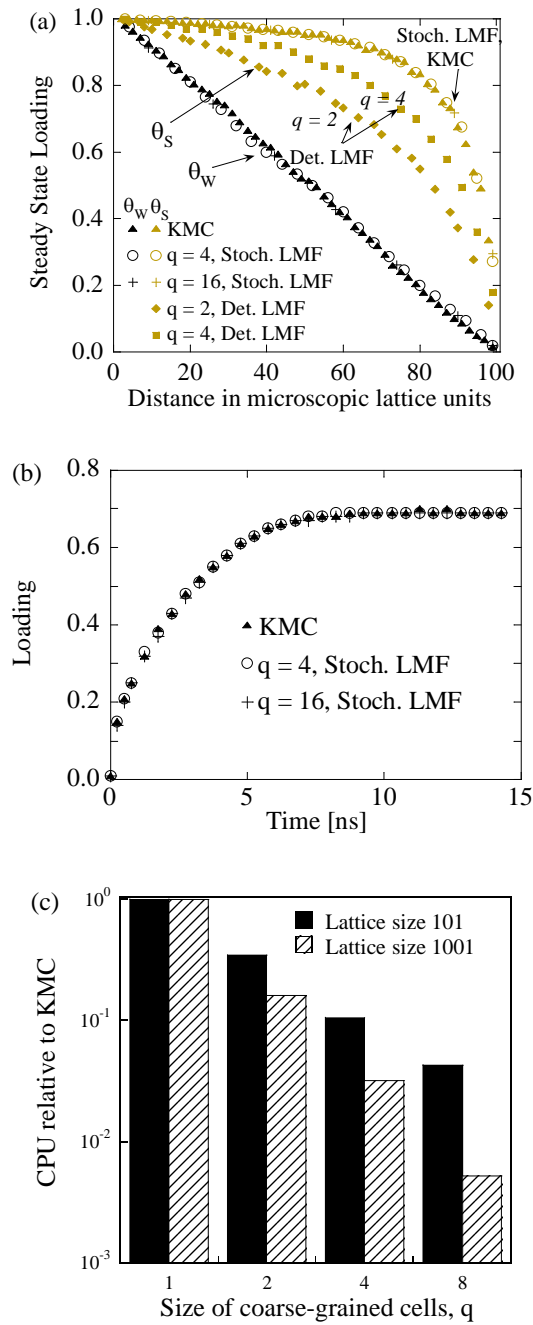 (a)
Steady State Loading
1.0
0.8
0.6
0.4
0.2
0.0
Stoch. LMF,
KMC
q = 4
q = 2
Det. LMF
θS
θW
θW θS
KMC
q = 4, Stoch. LMF
q = 16, Stoch. LMF
q = 2, Det. LMF
q = 4, Det. LMF
0 20 40 60 80 100
Distance in microscopic lattice units
(b)
Loading
0.8
0.6
0.4
0.2
0.0
KMC
q = 4, Stoch. LMF
q = 16, Stoch. LMF
0 5 10 15
Time [ns]
(c)
CPU relative to KMC
10^0
10^-1
10^-2
10^-3
Lattice size 101
Lattice size 1001
1 2 4 8
Size of coarse-grained cells, q